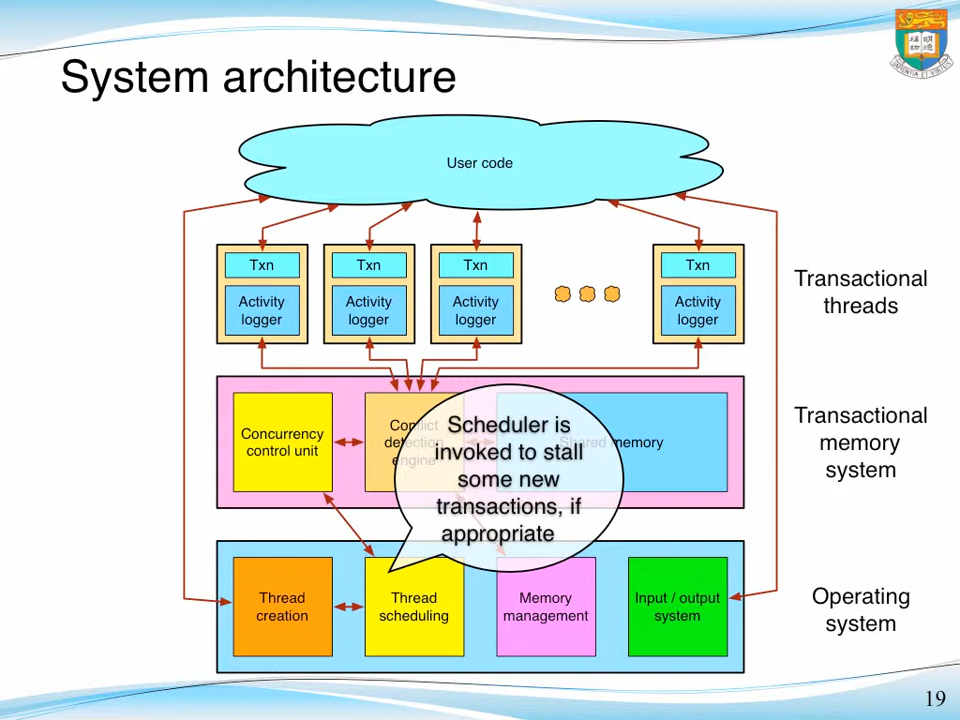 System architecture
User code
Txn
Activity
logger
Txn
Activity
logger
Txn
Activity
logger
Txn
Activity
logger
Transactional
threads
Concurrency
control unit
Conflict
detection
engine
Shared memory
Transactional
memory
system
Scheduler is
invoked to stall
some new
transactions, if
appropriate
Thread
creation
Thread
scheduling
Memory
management
Input / output
system
Operating
system
19